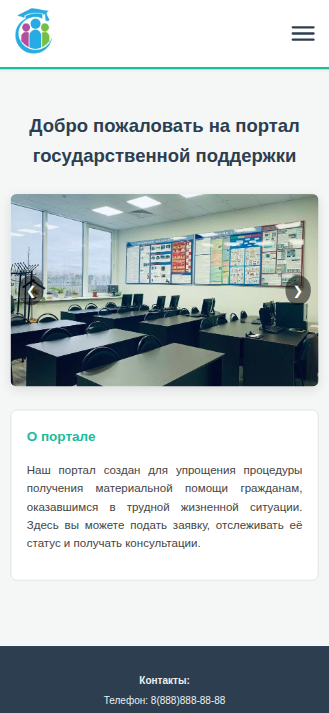 Добро пожаловать на портал
государственной поддержки
О портале
Наш портал создан для упрощения процедуры
получения материальной помощи гражданам,
оказавшимся в трудной жизненной ситуации.
Здесь вы можете подать заявку, отслеживать её
статус и получать консультации.
Контакты:
Телефон: 8(888)888-88-88